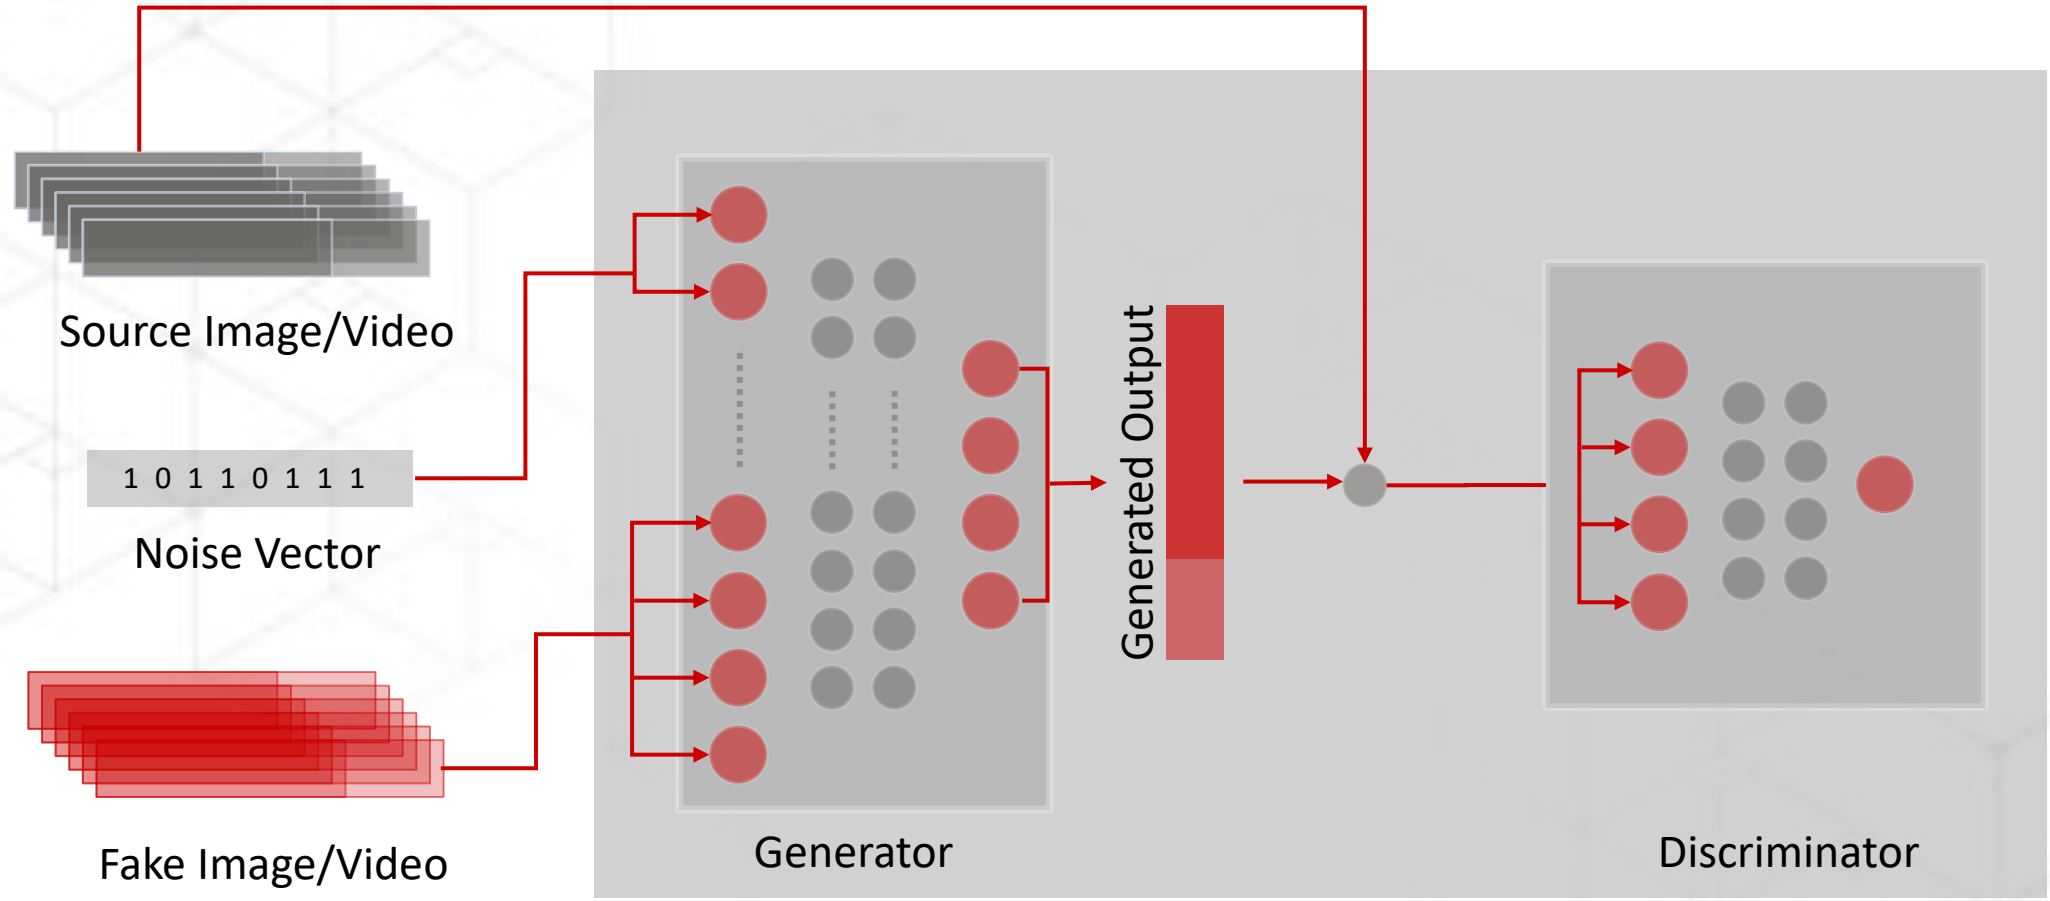 Source Image/Video
1 0 1 1 0 1 1 1
Noise Vector
Fake Image/Video
Generator
Generated Output
Discriminator